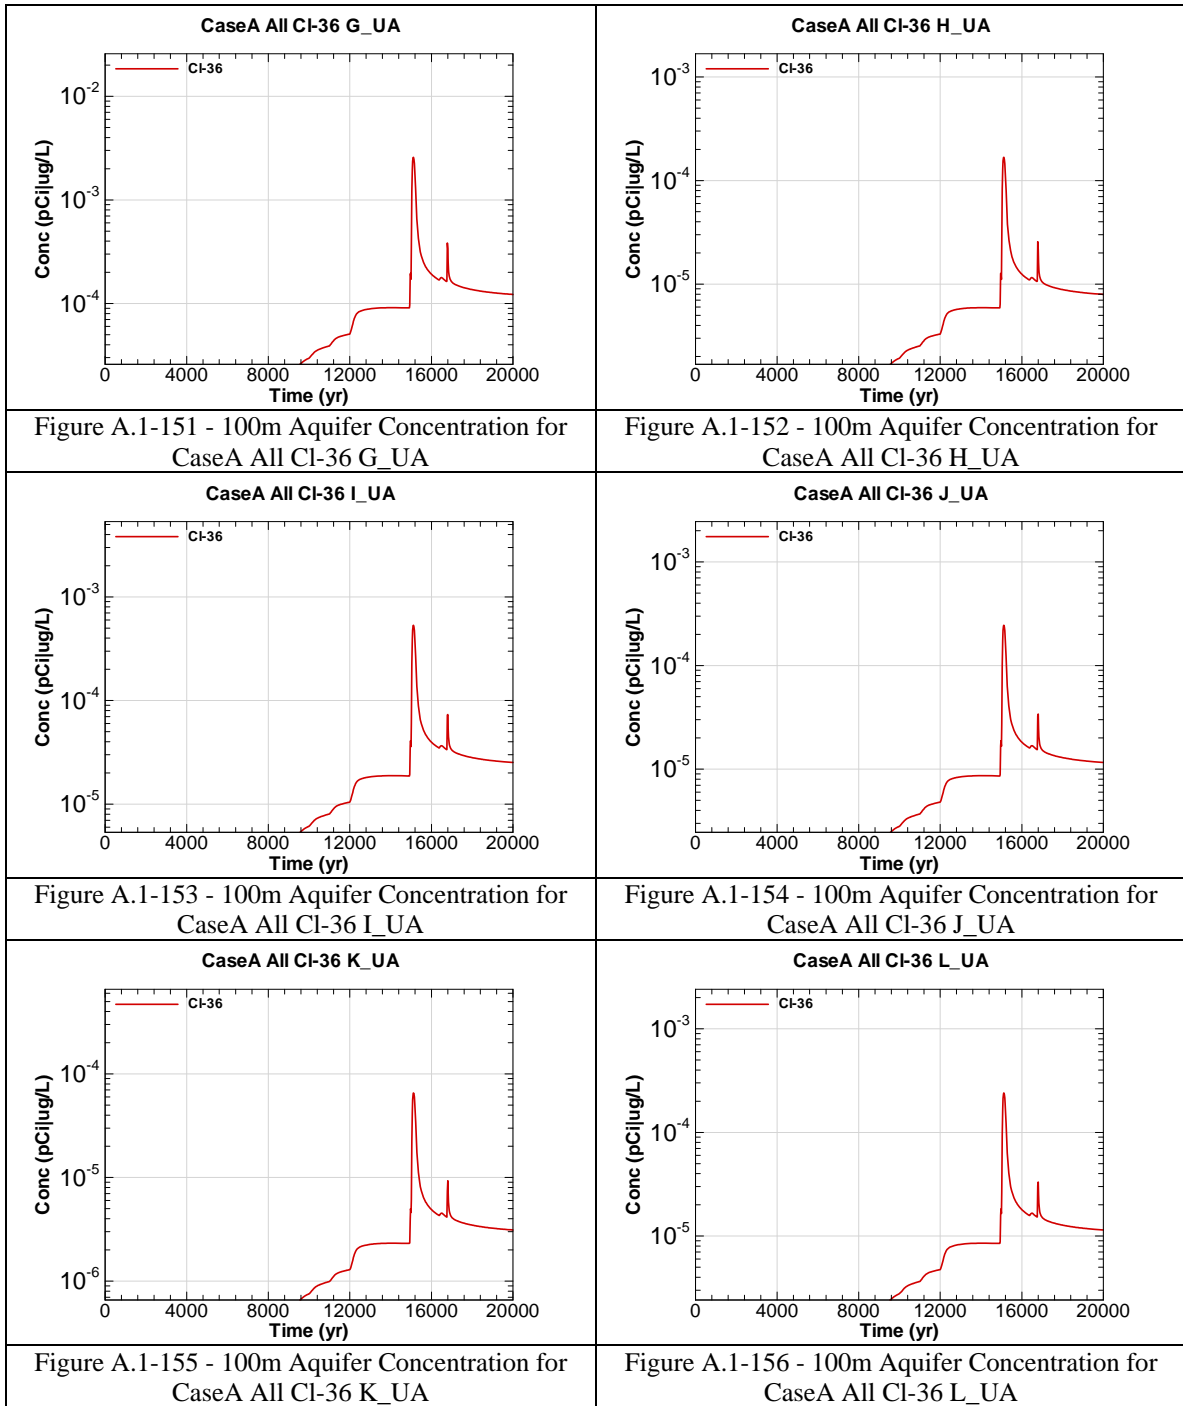 CaseA All Cl-36 G_UA
Cl-36
10-2
10-3
10-4
Conc (pCi|ug/L)
0 4000 8000 12000 16000 20000
Time (yr)
Figure A.1-151 - 100m Aquifer Concentration for
CaseA All Cl-36 G_UA
CaseA All Cl-36 H_UA
Cl-36
10-3
10-4
10-5
Conc (pCi|ug/L)
0 4000 8000 12000 16000 20000
Time (yr)
Figure A.1-152 - 100m Aquifer Concentration for
CaseA All Cl-36 H_UA
CaseA All Cl-36 I_UA
Cl-36
10-3
10-4
10-5
Conc (pCi|ug/L)
0 4000 8000 12000 16000 20000
Time (yr)
Figure A.1-153 - 100m Aquifer Concentration for
CaseA All Cl-36 I_UA
CaseA All Cl-36 J_UA
Cl-36
10-3
10-4
10-5
Conc (pCi|ug/L)
0 4000 8000 12000 16000 20000
Time (yr)
Figure A.1-154 - 100m Aquifer Concentration for
CaseA All Cl-36 J_UA
CaseA All Cl-36 K_UA
Cl-36
10-4
10-5
10-6
Conc (pCi|ug/L)
0 4000 8000 12000 16000 20000
Time (yr)
Figure A.1-155 - 100m Aquifer Concentration for
CaseA All Cl-36 K_UA
CaseA All Cl-36 L_UA
Cl-36
10-3
10-4
10-5
Conc (pCi|ug/L)
0 4000 8000 12000 16000 20000
Time (yr)
Figure A.1-156 - 100m Aquifer Concentration for
CaseA All Cl-36 L_UA